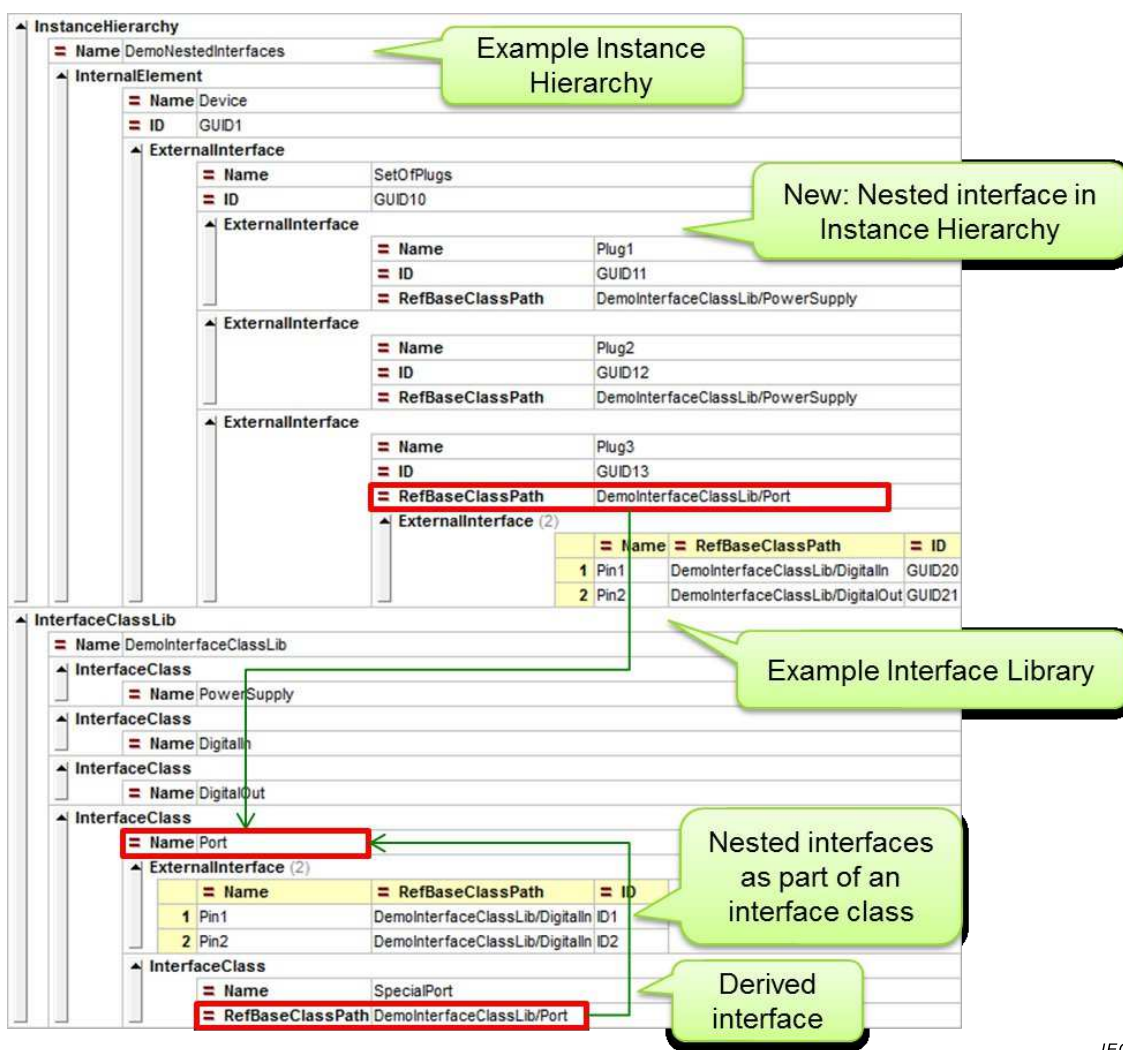 InstanceHierarchy
= Name DemoNestedInterfaces
Example Instance
Hierarchy
InternalElement
= Name Device
= ID GUID1
ExternalInterface
= Name SetOfPlugs
= ID GUID10
New: Nested interface in
Instance Hierarchy
ExternalInterface
= Name Plug1
= ID GUID11
= RefBaseClassPath DemoInterfaceClassLib/PowerSupply
ExternalInterface
= Name Plug2
= ID GUID12
= RefBaseClassPath DemoInterfaceClassLib/PowerSupply
ExternalInterface
= Name Plug3
= ID GUID13
= RefBaseClassPath DemoInterfaceClassLib/Port
ExternalInterface (2)
= Name = RefBaseClassPath = ID
1 Pin1 DemoInterfaceClassLib/DigitalIn GUID20
2 Pin2 DemoInterfaceClassLib/DigitalOut GUID21
InterfaceClassLib
= Name DemoInterfaceClassLib
Example Interface Library
InterfaceClass
= Name PowerSupply
InterfaceClass
= Name DigitalIn
InterfaceClass
= Name DigitalOut
InterfaceClass
= Name Port
Nested interfaces
as part of an
interface class
ExternalInterface (2)
= Name = RefBaseClassPath = ID
1 Pin1 DemoInterfaceClassLib/DigitalIn ID1
2 Pin2 DemoInterfaceClassLib/DigitalIn ID2
InterfaceClass
= Name SpecialPort
= RefBaseClassPath DemoInterfaceClassLib/Port
Derived
interface